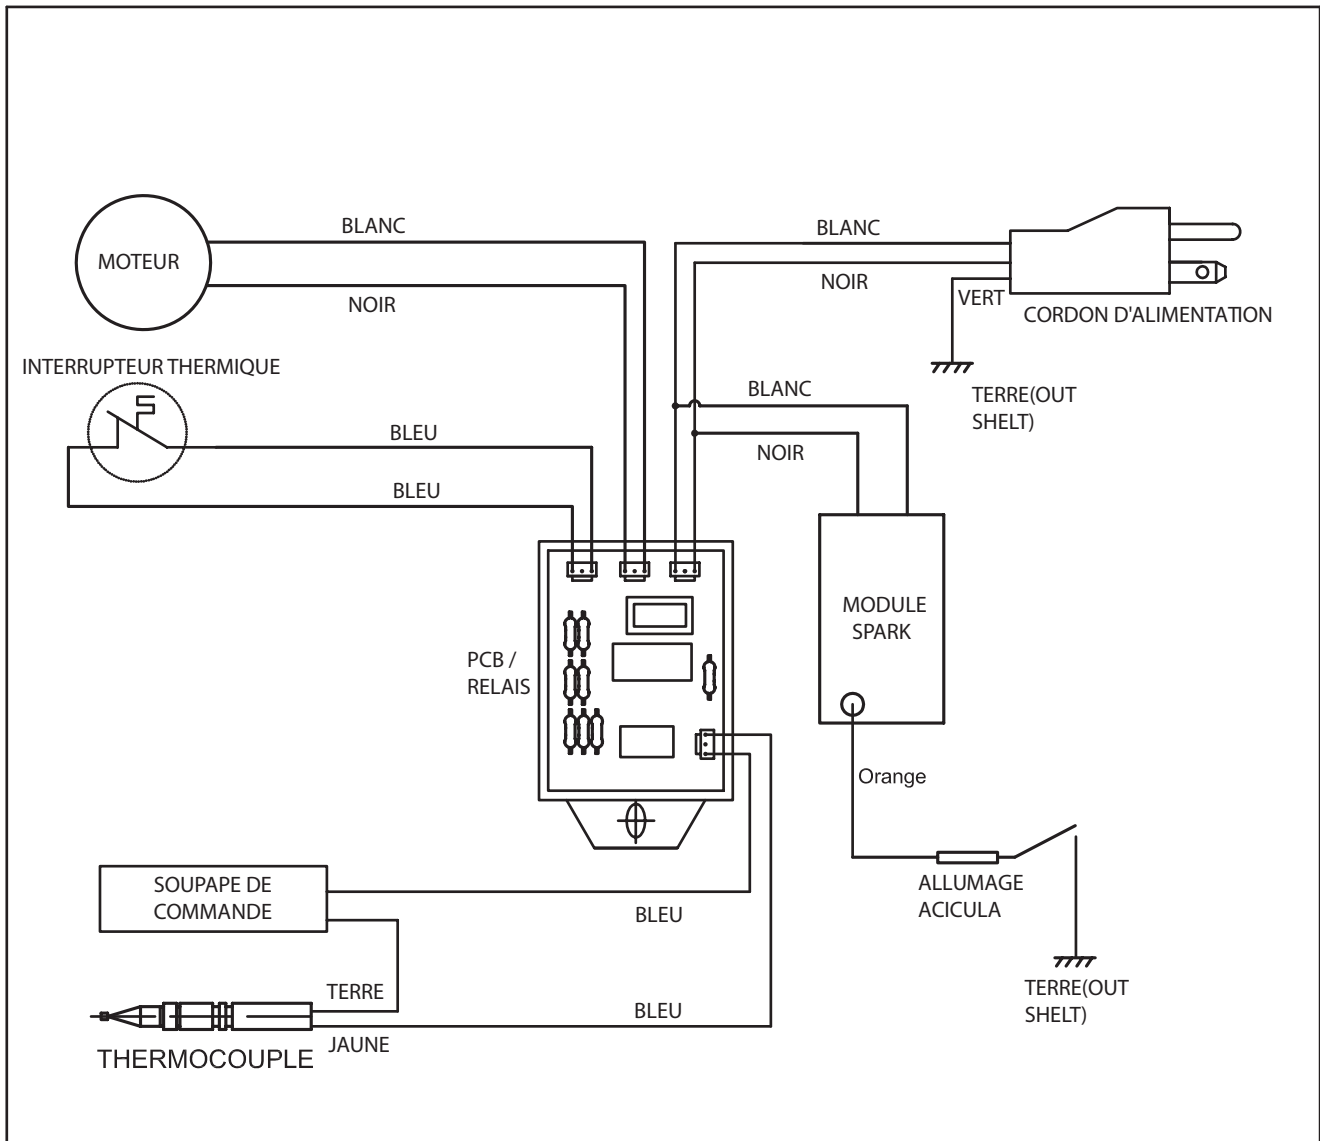 BLANC
MOTEUR
NOIR
BLANC
NOIR
VERT
CORDON D'ALIMENTATION
INTERRUPTEUR THERMIQUE
TERRE(OUT
SHELT)
BLEU
BLEU
BLANC
NOIR
PCB /
RELAIS
MODULE
SPARK
Orange
ALLUMAGE
ACICULA
TERRE(OUT
SHELT)
SOUPAPE DE
COMMANDE
BLEU
TERRE
BLEU
JAUNE
THERMOCOUPLE